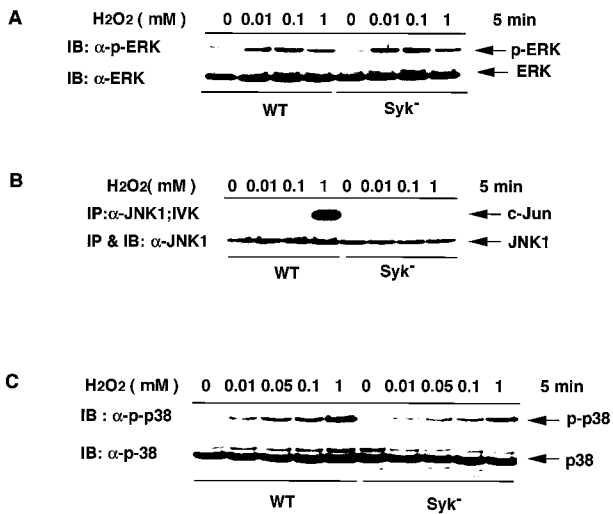 A
H2O2 ( mM ) 0 0.01 0.1 1 0 0.01 0.1 1 5 min
IB: α-p-ERK p-ERK
IB: α-ERK ERK
WT Syk-
B
H2O2( mM ) 0 0.01 0.1 1 0 0.01 0.1 1 5 min
IP:α-JNK1;IVK c-Jun
IP & IB: α-JNK1 JNK1
WT Syk-
C
H2O2 ( mM ) 0 0.01 0.05 0.1 1 0 0.01 0.05 0.1 1 5 min
IB : α-p-p38 p-p38
IB: α-p-38 p38
WT Syk-